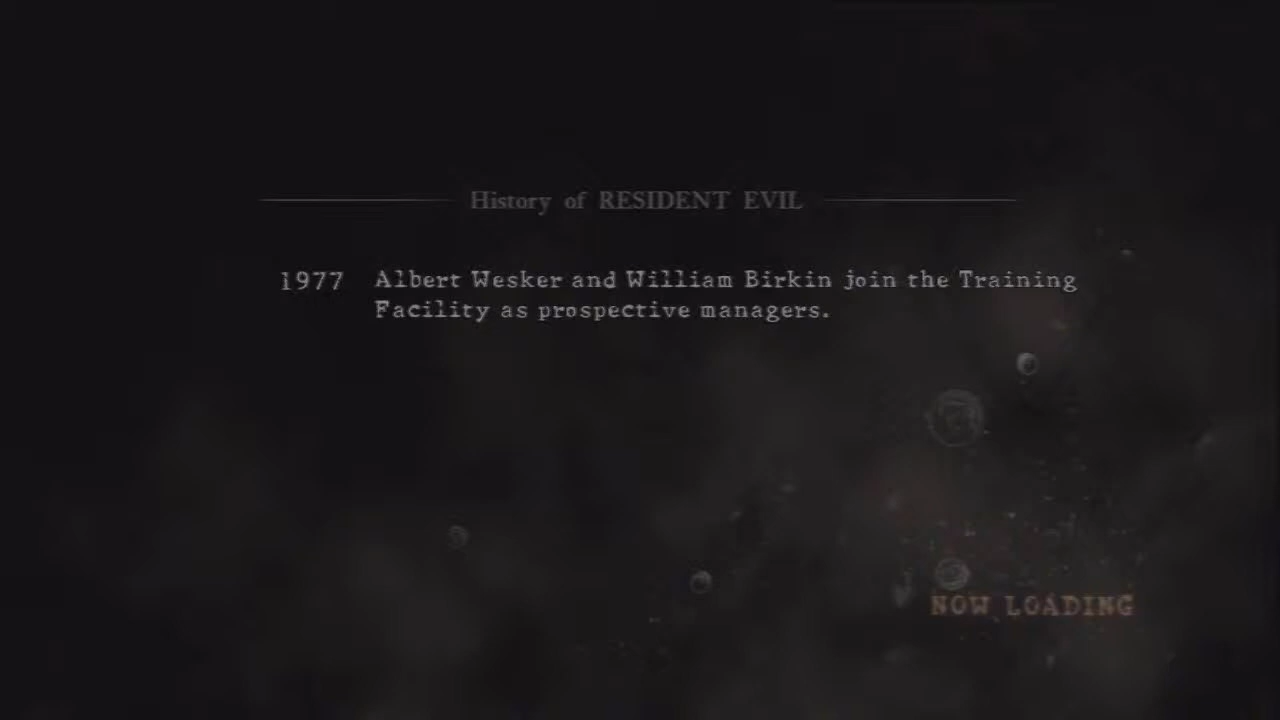 History of RESIDENT EVIL
1977 Albert Wesker and William Birkin join the Training
Facility as prospective managers.
NOW LOADING